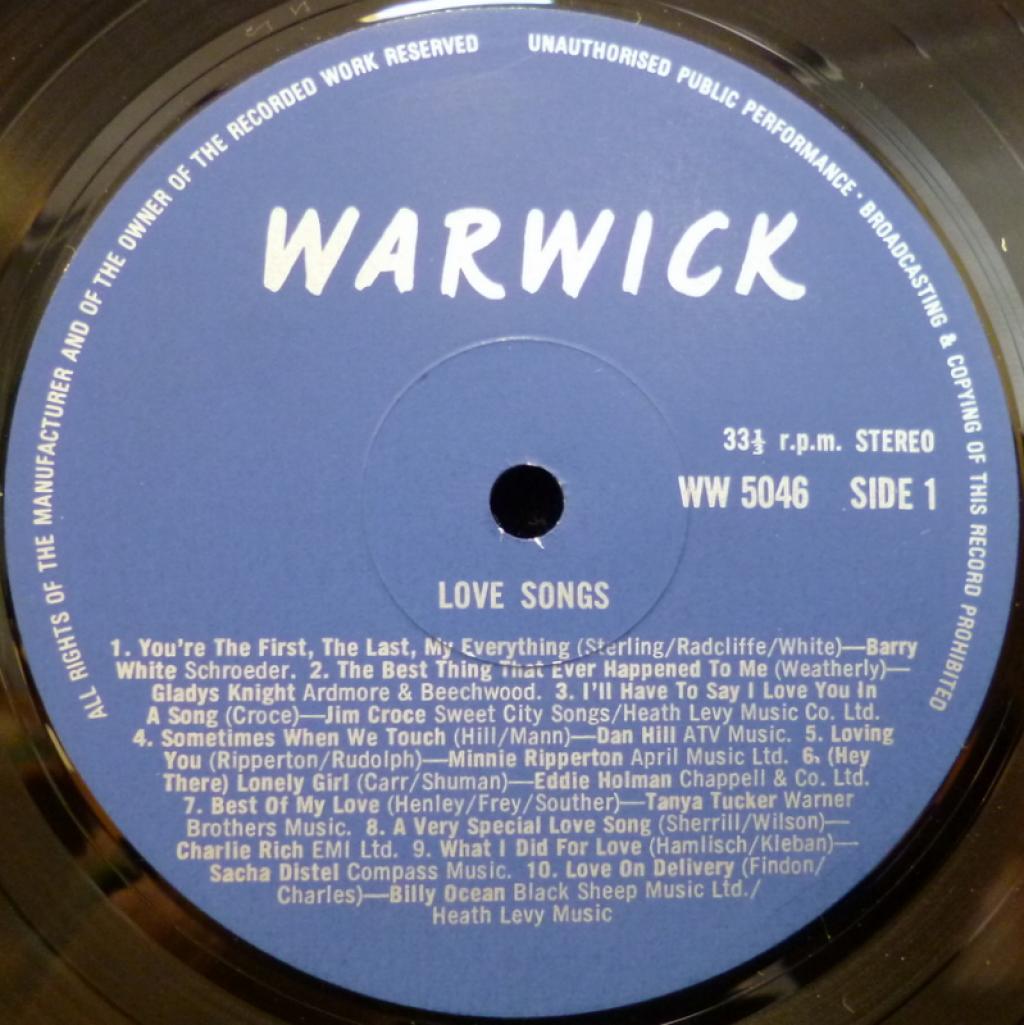 ALL RIGHTS OF THE MANUFACTURER AND OF THE OWNER OF THE RECORDED WORK RESERVED
UNAUTHORISED PUBLIC PERFORMANCE · BROADCASTING & COPYING OF THIS RECORD PROHIBITED
WARWICK
33⅓ r.p.m. STEREO
WW 5046 SIDE 1
LOVE SONGS
1. You're The First, The Last, My Everything (Sterling/Radcliffe/White)—Barry
White Schroeder. 2. The Best Thing That Ever Happened To Me (Weatherly)—
Gladys Knight Ardmore & Beechwood. 3. I'll Have To Say I Love You In
A Song (Croce)—Jim Croce Sweet City Songs/Heath Levy Music Co. Ltd.
4. Sometimes When We Touch (Hill/Mann)—Dan Hill ATV Music. 5. Loving
You (Ripperton/Rudolph)—Minnie Ripperton April Music Ltd. 6. (Hey
There) Lonely Girl (Carr/Shuman)—Eddie Holman Chappell & Co. Ltd.
7. Best Of My Love (Henley/Frey/Souther)—Tanya Tucker Warner
Brothers Music. 8. A Very Special Love Song (Sherrill/Wilson)—
Charlie Rich EMI Ltd. 9. What I Did For Love (Hamlisch/Kleban)—
Sacha Distel Compass Music. 10. Love On Delivery (Findon/
Charles)—Billy Ocean Black Sheep Music Ltd./
Heath Levy Music